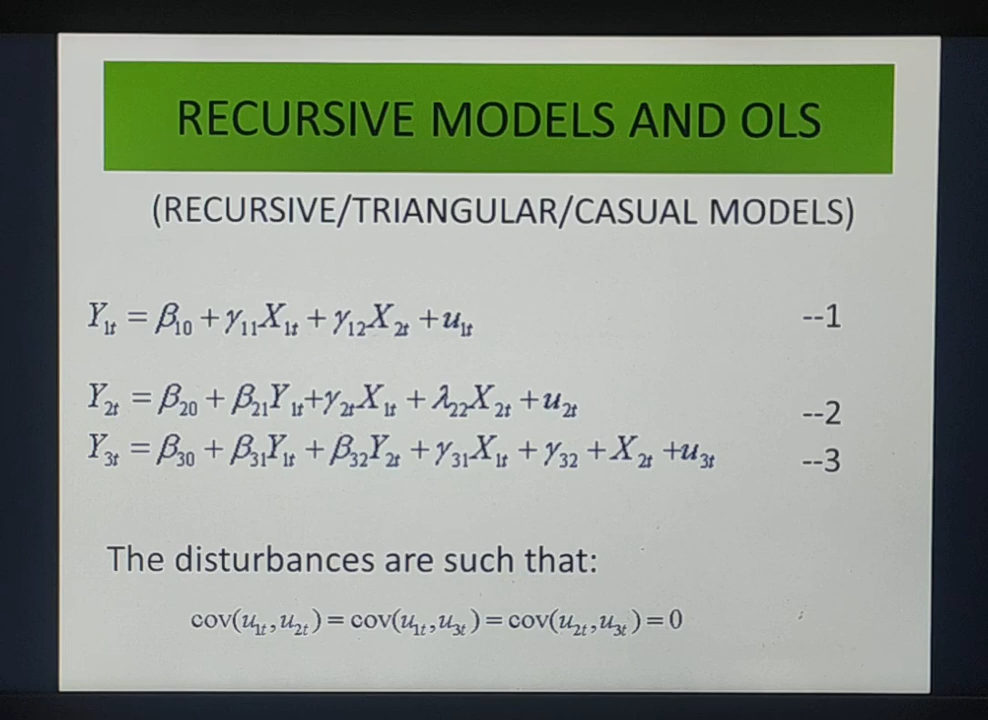 RECURSIVE MODELS AND OLS
(RECURSIVE/TRIANGULAR/CASUAL MODELS)
Y₁ₜ = β₁₀ + γ₁₁X₁ₜ + γ₁₂X₂ₜ + u₁ₜ --1
Y₂ₜ = β₂₀ + β₂₁Y₁ₜ + γ₂ₜX₁ₜ + λ₂₂X₂ₜ + u₂ₜ --2
Y₃ₜ = β₃₀ + β₃₁Y₁ₜ + β₃₂Y₂ₜ + γ₃₁X₁ₜ + γ₃₂ + X₂ₜ + u₃ₜ --3
The disturbances are such that:
cov(u₁ₜ, u₂ₜ) = cov(u₁ₜ, u₃ₜ) = cov(u₂ₜ, u₃ₜ) = 0